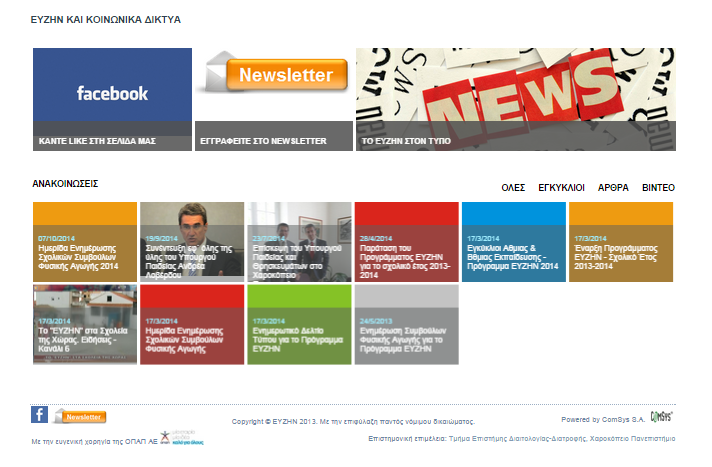 ΕΥΖΗΝ ΚΑΙ ΚΟΙΝΩΝΙΚΑ ΔΙΚΤΥΑ
facebook
Newsletter
NEWS
ΚΑΝΤΕ LIKE ΣΤΗ ΣΕΛΙΔΑ ΜΑΣ
ΕΓΓΡΑΦΕΙΤΕ ΣΤΟ NEWSLETTER
ΤΟ ΕΥΖΗΝ ΣΤΟΝ ΤΥΠΟ
ΑΝΑΚΟΙΝΩΣΕΙΣ
ΟΛΕΣ ΕΓΚΥΚΛΙΟΙ ΑΡΘΡΑ ΒΙΝΤΕΟ
07/10/2014
Ημερίδα Ενημέρωσης
Σχολικών Συμβούλων
Φυσικής Αγωγής 2014
19/9/2014
Συνέντευξη εφ' όλης της
ύλης του Υπουργού
Παιδείας Ανδρέα
Λοβέρδου
23/7/2014
Επίσκεψη του Υπουργού
Παιδείας και
Θρησκευμάτων στο
Χαροκόπειο
28/4/2014
Παράταση του
Προγράμματος ΕΥΖΗΝ
για το σχολικό έτος 2013-
2014
17/3/2014
Εγκύκλιοι Αθμιας &
Βθμιας Εκπαίδευσης -
Πρόγραμμα ΕΥΖΗΝ 2014
17/3/2014
Έναρξη Προγράμματος
ΕΥΖΗΝ - Σχολικό Έτος
2013-2014
17/3/2014
Το "ΕΥΖΗΝ" στα Σχολεία
της Χώρας. Ειδήσεις -
Κανάλι 6
17/3/2014
Ημερίδα Ενημέρωσης
Σχολικών Συμβούλων
Φυσικής Αγωγής
17/3/2014
Ενημερωτικό Δελτίο
Τύπου για το Πρόγραμμα
ΕΥΖΗΝ
24/5/2013
Ενημέρωση Συμβούλων
Φυσικής Αγωγής για το
Πρόγραμμα ΕΥΖΗΝ
f Newsletter
Copyright © ΕΥΖΗΝ 2013. Με την επιφύλαξη παντός νόμιμου δικαιώματος.
Powered by ComSys S.A. COMSYS
Με την ευγενική χορηγία της ΟΠΑΠ ΑΕ
Επιστημονική επιμέλεια: Τμήμα Επιστήμης Διαιτολογίας-Διατροφής, Χαροκόπειο Πανεπιστήμιο